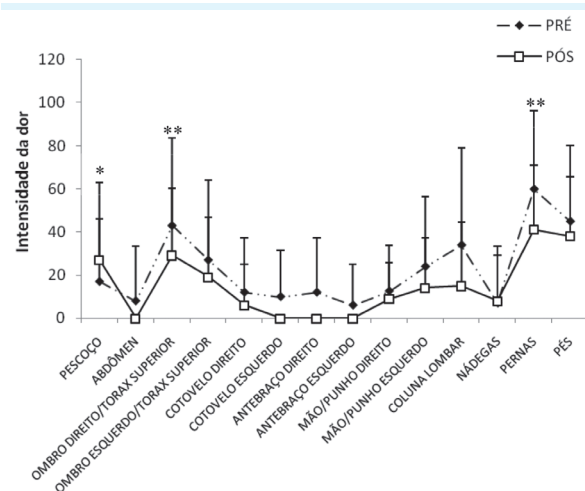 PRÉ
PÓS
Intensidade da dor
120
100
80
60
40
20
0
*
**
**
PESCOÇO
ABDÔMEN
OMBRO DIREITO/TORAX SUPERIOR
OMBRO ESQUERDO/TORAX SUPERIOR
COTOVELO DIREITO
COTOVELO ESQUERDO
ANTEBRAÇO DIREITO
ANTEBRAÇO ESQUERDO
MÃO/PUNHO DIREITO
MÃO/PUNHO ESQUERDO
COLUNA LOMBAR
NÁDEGAS
PERNAS
PÉS